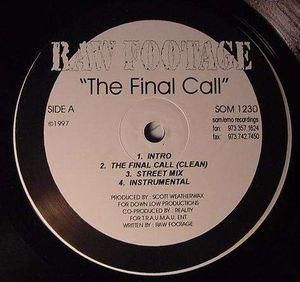 RAW FOOTAGE
"The Final Call"
SIDE A
SOM 1230
©1997
som/emo recordings
fon: 973.357.1624
fax: 973.742.7450
1. INTRO
2. THE FINAL CALL (CLEAN)
3. STREET MIX
4. INSTRUMENTAL
PRODUCED BY : SCOTT WEATHERWAX
FOR DOWN LOW PRODUCTIONS
CO-PRODUCED BY : REALITY
FOR T.R.A.U.M.A.U. ENT.
WRITTEN BY : RAW FOOTAGE